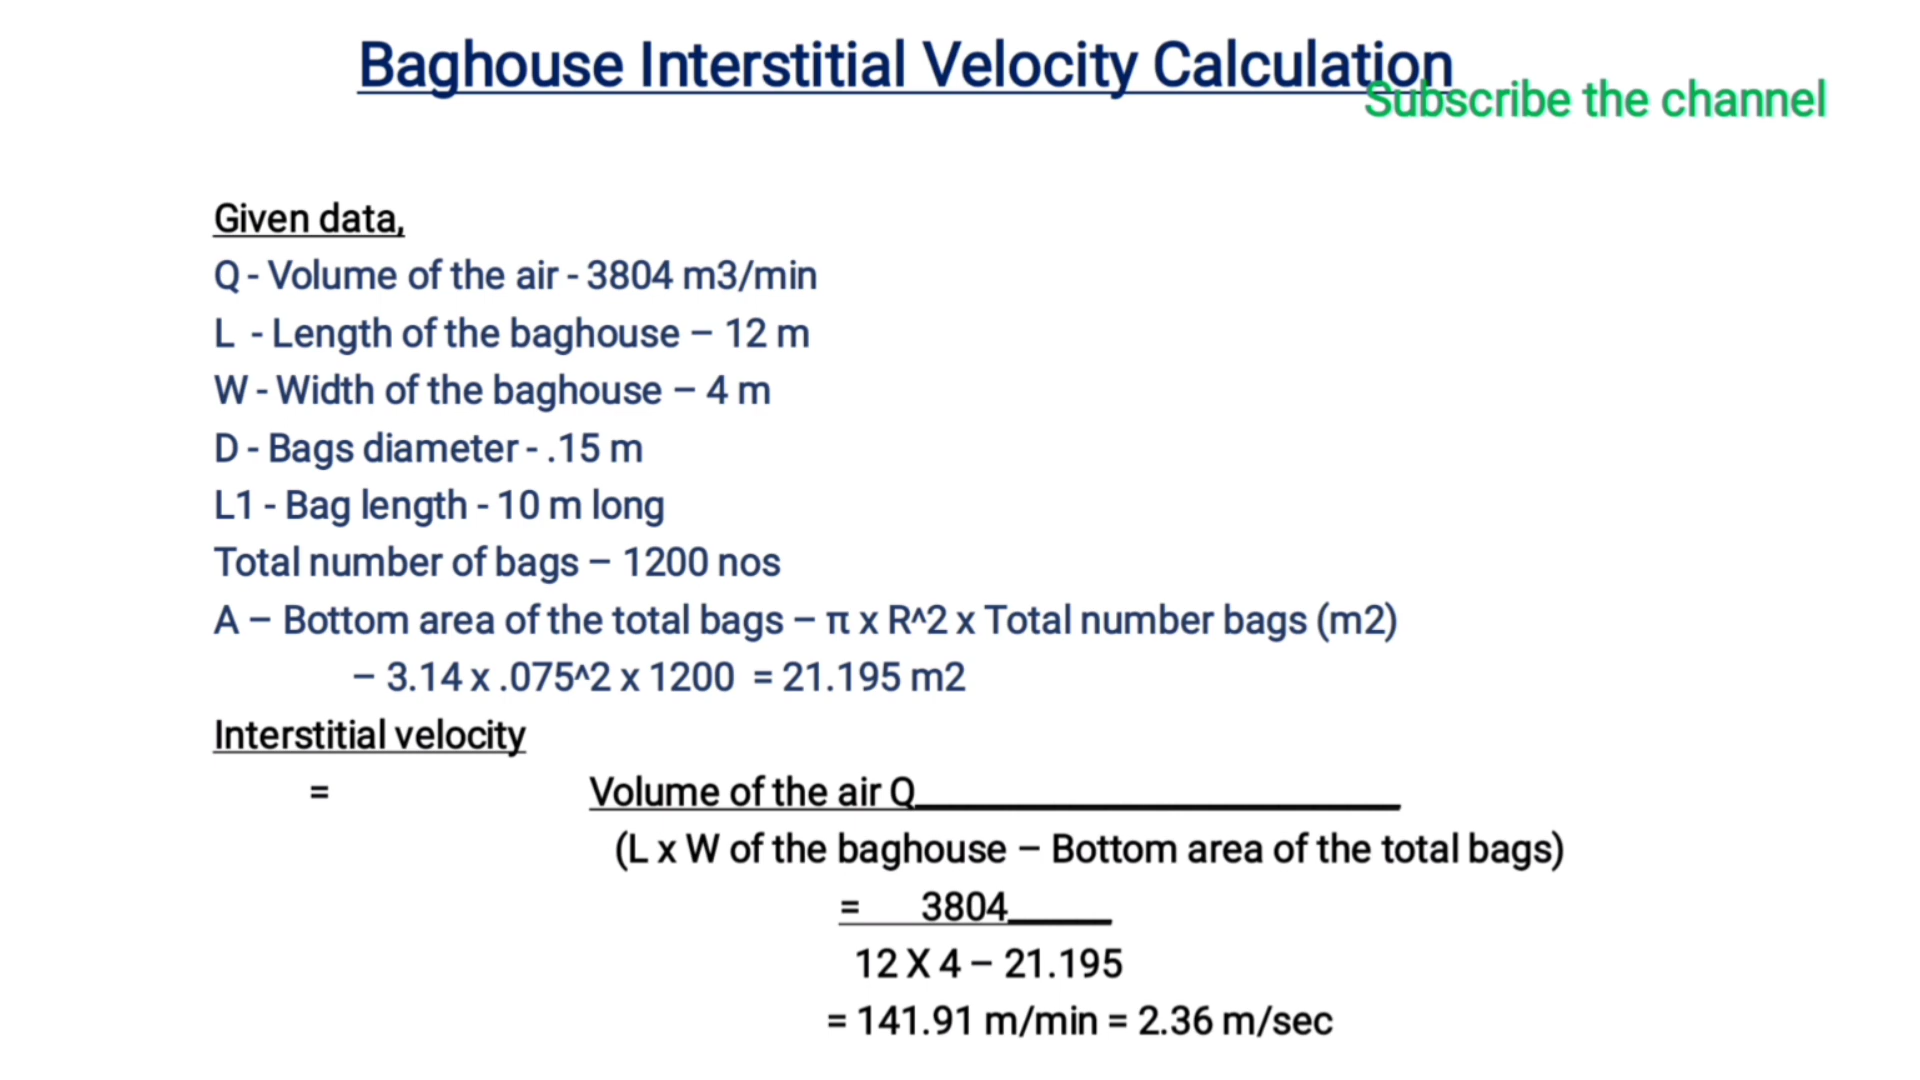 Baghouse Interstitial Velocity Calculation
Subscribe the channel
Given data,
Q - Volume of the air - 3804 m3/min
L - Length of the baghouse – 12 m
W - Width of the baghouse – 4 m
D - Bags diameter - .15 m
L1 - Bag length - 10 m long
Total number of bags – 1200 nos
A – Bottom area of the total bags – π x R^2 x Total number bags (m2)
– 3.14 x .075^2 x 1200 = 21.195 m2
Interstitial velocity
= Volume of the air Q
(L x W of the baghouse – Bottom area of the total bags)
= 3804
12 X 4 – 21.195
= 141.91 m/min = 2.36 m/sec